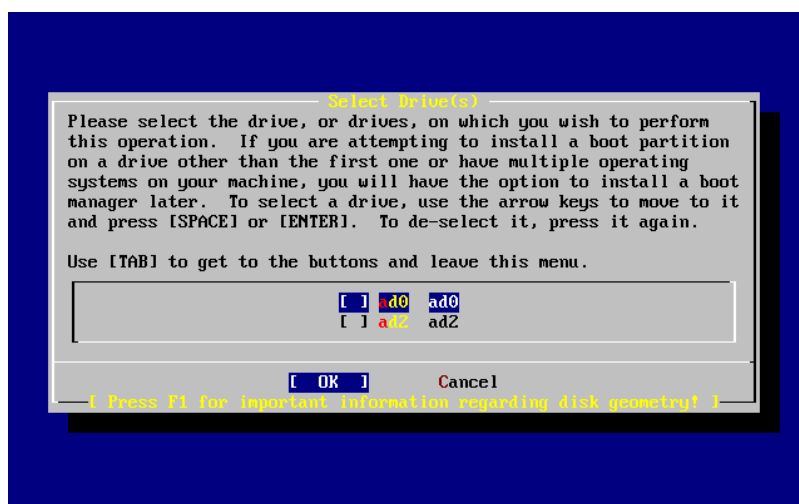 Select Drive(s)
Please select the drive, or drives, on which you wish to perform
this operation.  If you are attempting to install a boot partition
on a drive other than the first one or have multiple operating
systems on your machine, you will have the option to install a boot
manager later.  To select a drive, use the arrow keys to move to it
and press [SPACE] or [ENTER].  To de-select it, press it again.
Use [TAB] to get to the buttons and leave this menu.
[ ] ad0  ad0
[ ] ad2  ad2
[  OK  ]       Cancel
[ Press F1 for important information regarding disk geometry! ]